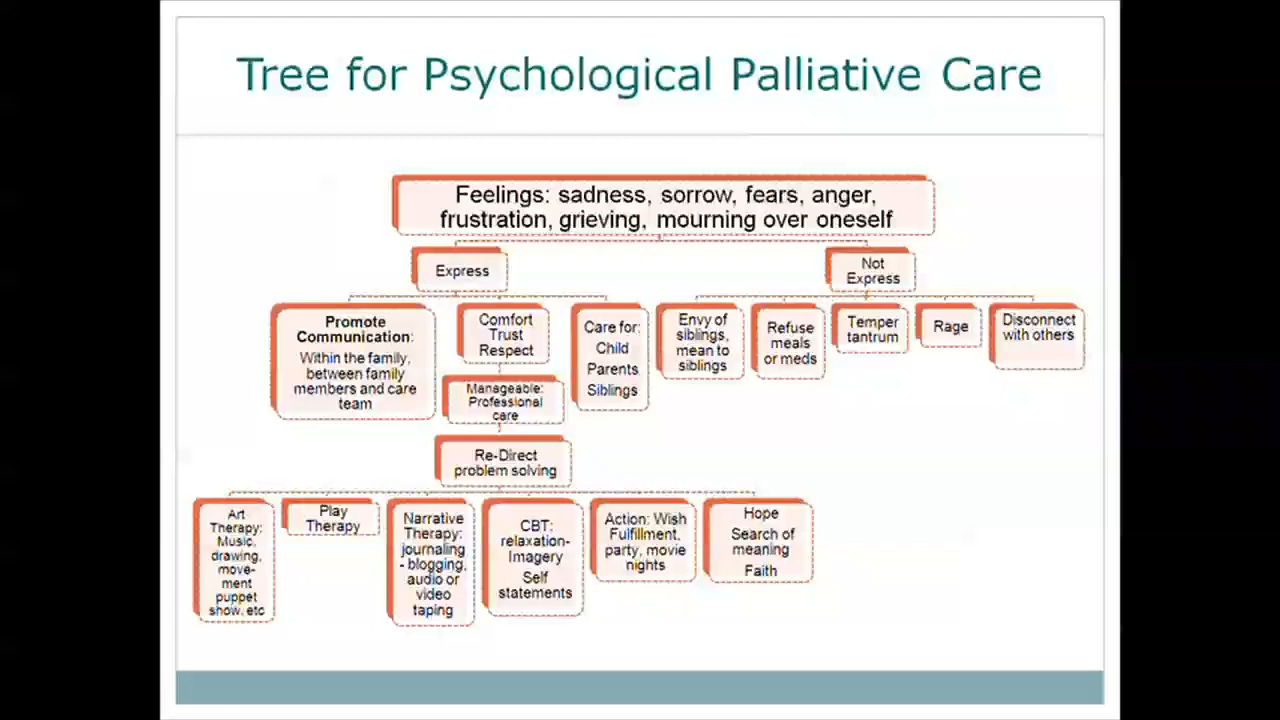 Tree for Psychological Palliative Care
Feelings: sadness, sorrow, fears, anger,
frustration, grieving, mourning over oneself
Express
Not
Express
Promote
Communication:
Within the family,
between family
members and care
team
Comfort
Trust
Respect
Care for:
Child
Parents
Siblings
Envy of
siblings,
mean to
siblings
Refuse
meals
or meds
Temper
tantrum
Rage
Disconnect
with others
Manageable:
Professional
care
Re-Direct
problem solving
Art
Therapy:
Music,
drawing,
move-
ment
puppet
show, etc
Play
Therapy
Narrative
Therapy:
journaling
- blogging,
audio or
video
taping
CBT:
relaxation-
Imagery
Self
statements
Action: Wish
Fulfillment,
party, movie
nights
Hope
Search of
meaning
Faith